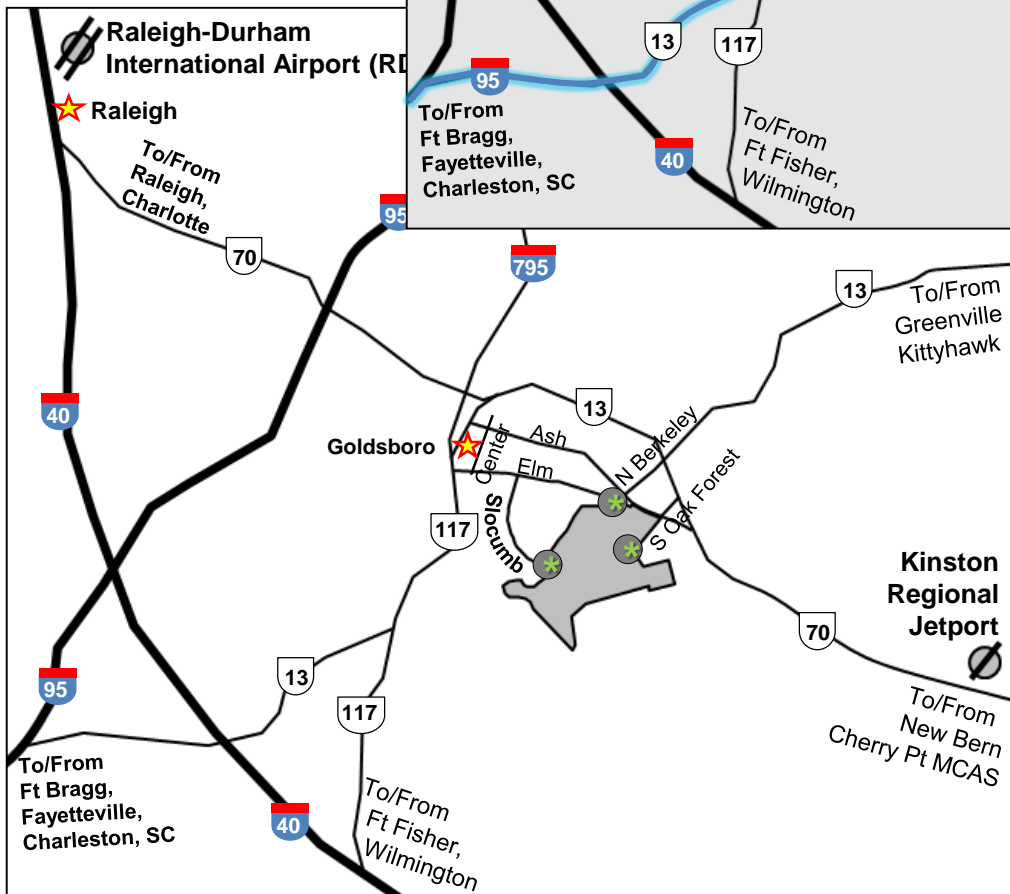 Raleigh-Durham
International Airport (RD
Raleigh
To/From
Raleigh,
Charlotte
70
95
13
117
95
To/From
Ft Bragg,
Fayetteville,
Charleston, SC
40
To/From
Ft Fisher,
Wilmington
795
13
To/From
Greenville
Kittyhawk
40
13
Goldsboro
Center
Ash
Elm
N Berkeley
S Oak Forest
Slocumb
117
Kinston
Regional
Jetport
70
To/From
New Bern
Cherry Pt MCAS
13
95
117
To/From
Ft Bragg,
Fayetteville,
Charleston, SC
40
To/From
Ft Fisher,
Wilmington
*
*
*